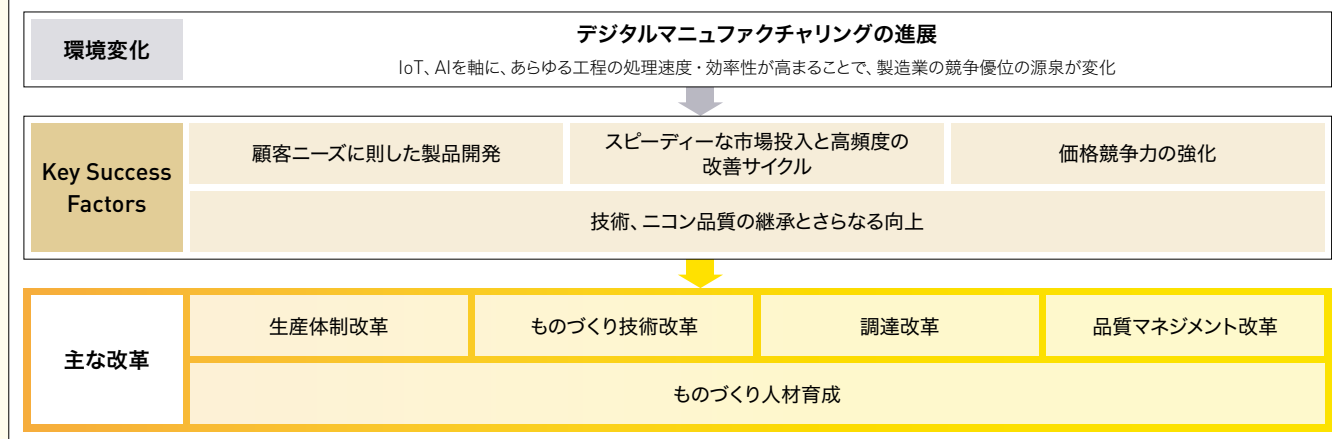 環境変化
デジタルマニュファクチャリングの進展
IoT、AIを軸に、あらゆる工程の処理速度・効率性が高まることで、製造業の競争優位の源泉が変化
Key Success
Factors
顧客ニーズに則した製品開発
スピーディーな市場投入と高頻度の
改善サイクル
価格競争力の強化
技術、ニコン品質の継承とさらなる向上
主な改革
生産体制改革
ものづくり技術改革
調達改革
品質マネジメント改革
ものづくり人材育成